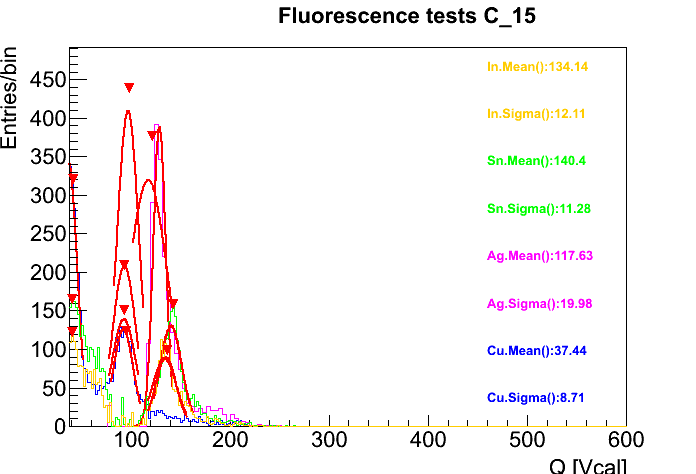 Fluorescence tests C_15
Entries/bin
450
400
350
300
250
200
150
100
50
0
100
200
300
400
500
600
Q [Vcal]
In.Mean():134.14
In.Sigma():12.11
Sn.Mean():140.4
Sn.Sigma():11.28
Ag.Mean():117.63
Ag.Sigma():19.98
Cu.Mean():37.44
Cu.Sigma():8.71